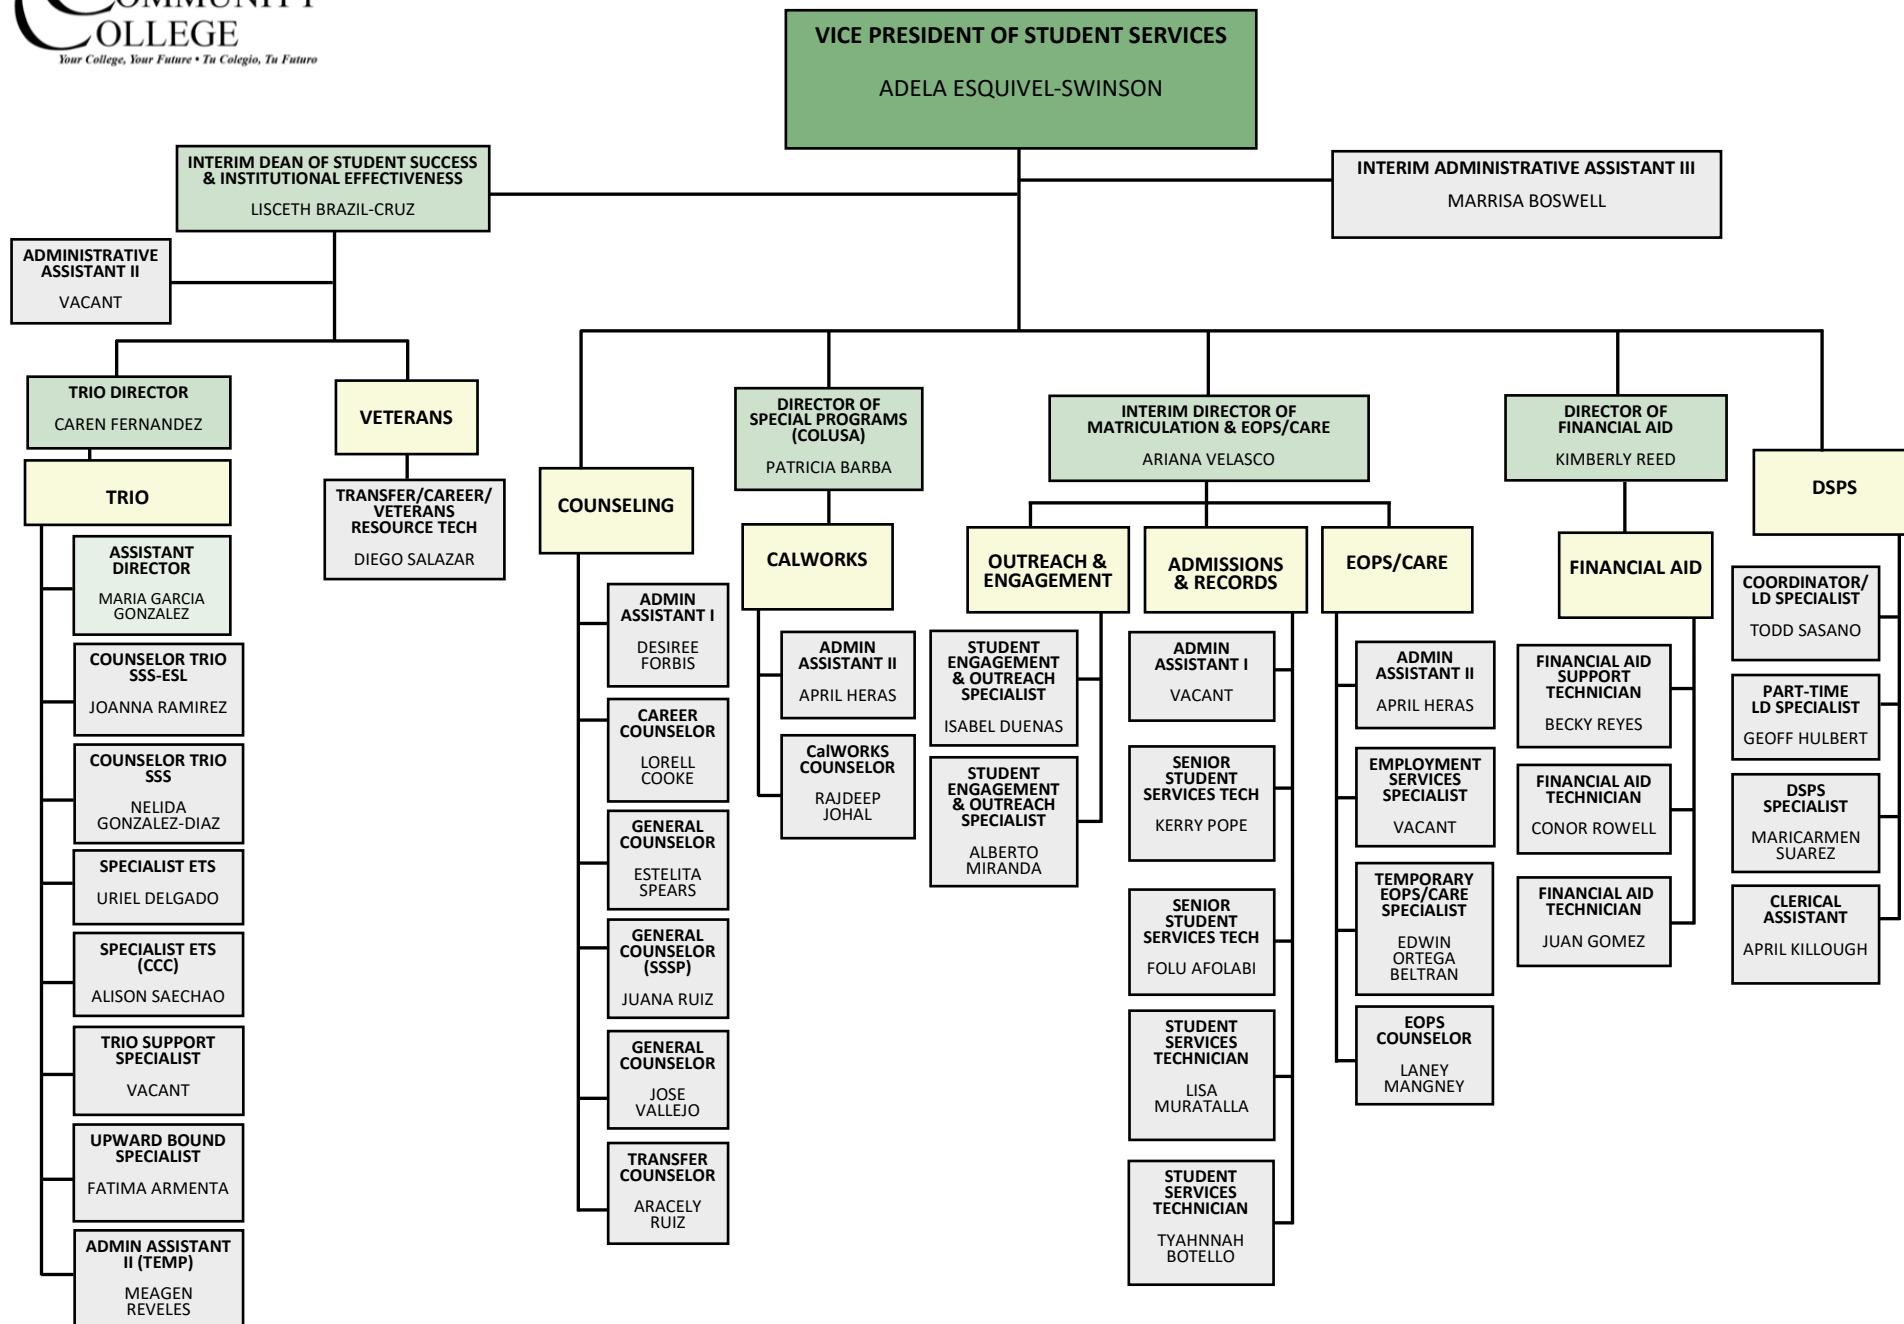 COMMUNITY
COLLEGE
Your College, Your Future • Tu Colegio, Tu Futuro
VICE PRESIDENT OF STUDENT SERVICES
ADELA ESQUIVEL-SWINSON
INTERIM DEAN OF STUDENT SUCCESS
& INSTITUTIONAL EFFECTIVENESS
LISCETH BRAZIL-CRUZ
INTERIM ADMINISTRATIVE ASSISTANT III
MARRISA BOSWELL
ADMINISTRATIVE
ASSISTANT II
VACANT
TRIO DIRECTOR
CAREN FERNANDEZ
TRIO
ASSISTANT
DIRECTOR
MARIA GARCIA
GONZALEZ
COUNSELOR TRIO
SSS-ESL
JOANNA RAMIREZ
COUNSELOR TRIO
SSS
NELIDA
GONZALEZ-DIAZ
SPECIALIST ETS
URIEL DELGADO
SPECIALIST ETS
(CCC)
ALISON SAECHAO
TRIO SUPPORT
SPECIALIST
VACANT
UPWARD BOUND
SPECIALIST
FATIMA ARMENTA
ADMIN ASSISTANT
II (TEMP)
MEAGEN
REVELES
VETERANS
TRANSFER/CAREER/
VETERANS
RESOURCE TECH
DIEGO SALAZAR
COUNSELING
ADMIN
ASSISTANT I
DESIREE
FORBIS
CAREER
COUNSELOR
LORELL
COOKE
GENERAL
COUNSELOR
ESTELITA
SPEARS
GENERAL
COUNSELOR
(SSSP)
JUANA RUIZ
GENERAL
COUNSELOR
JOSE
VALLEJO
TRANSFER
COUNSELOR
ARACELY
RUIZ
DIRECTOR OF
SPECIAL PROGRAMS
(COLUSA)
PATRICIA BARBA
CALWORKS
ADMIN
ASSISTANT II
APRIL HERAS
CalWORKS
COUNSELOR
RAJDEEP
JOHAL
INTERIM DIRECTOR OF
MATRICULATION & EOPS/CARE
ARIANA VELASCO
OUTREACH &
ENGAGEMENT
STUDENT
ENGAGEMENT
& OUTREACH
SPECIALIST
ISABEL DUENAS
STUDENT
ENGAGEMENT
& OUTREACH
SPECIALIST
ALBERTO
MIRANDA
ADMISSIONS
& RECORDS
ADMIN
ASSISTANT I
VACANT
SENIOR
STUDENT
SERVICES TECH
KERRY POPE
SENIOR
STUDENT
SERVICES TECH
FOLU AFOLABI
STUDENT
SERVICES
TECHNICIAN
LISA
MURATALLA
STUDENT
SERVICES
TECHNICIAN
TYAHNNAH
BOTELLO
EOPS/CARE
ADMIN
ASSISTANT II
APRIL HERAS
EMPLOYMENT
SERVICES
SPECIALIST
VACANT
TEMPORARY
EOPS/CARE
SPECIALIST
EDWIN
ORTEGA
BELTRAN
EOPS
COUNSELOR
LANEY
MANGNEY
DIRECTOR OF
FINANCIAL AID
KIMBERLY REED
FINANCIAL AID
FINANCIAL AID
SUPPORT
TECHNICIAN
BECKY REYES
FINANCIAL AID
TECHNICIAN
CONOR ROWELL
FINANCIAL AID
TECHNICIAN
JUAN GOMEZ
DSPS
COORDINATOR/
LD SPECIALIST
TODD SASANO
PART-TIME
LD SPECIALIST
GEOFF HULBERT
DSPS
SPECIALIST
MARICARMEN
SUAREZ
CLERICAL
ASSISTANT
APRIL KILLOUGH